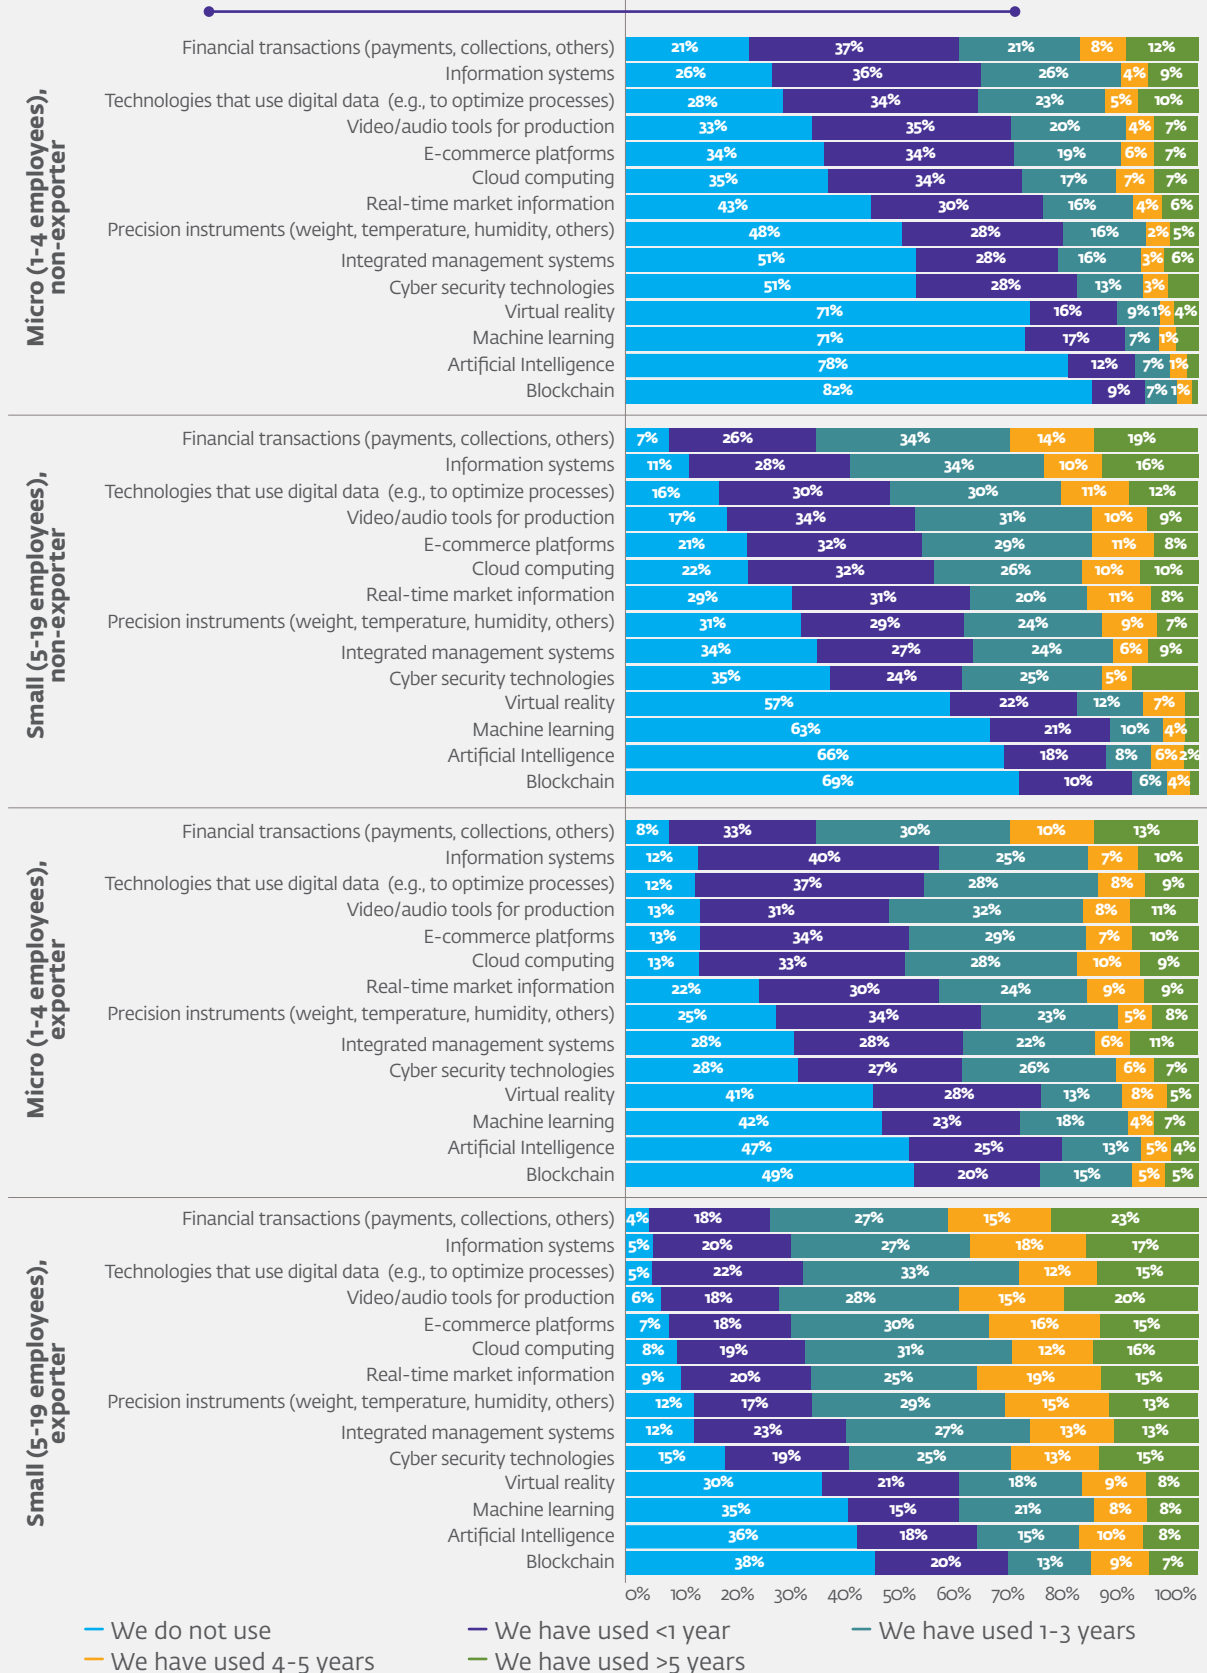 Micro (1-4 employees),
non-exporter
Financial transactions (payments, collections, others) 21% 37% 21% 8% 12%
Information systems 26% 36% 26% 4% 9%
Technologies that use digital data (e.g., to optimize processes) 28% 34% 23% 5% 10%
Video/audio tools for production 33% 35% 20% 4% 7%
E-commerce platforms 34% 34% 19% 6% 7%
Cloud computing 35% 34% 17% 7% 7%
Real-time market information 43% 30% 16% 4% 6%
Precision instruments (weight, temperature, humidity, others) 48% 28% 16% 2% 5%
Integrated management systems 51% 28% 16% 3% 6%
Cyber security technologies 51% 28% 13% 3%
Virtual reality 71% 16% 9% 1% 4%
Machine learning 71% 17% 7% 1%
Artificial Intelligence 78% 12% 7% 1%
Blockchain 82% 9% 7% 1%
Small (5-19 employees),
non-exporter
Financial transactions (payments, collections, others) 7% 26% 34% 14% 19%
Information systems 11% 28% 34% 10% 16%
Technologies that use digital data (e.g., to optimize processes) 16% 30% 30% 11% 12%
Video/audio tools for production 17% 34% 31% 10% 9%
E-commerce platforms 21% 32% 29% 11% 8%
Cloud computing 22% 32% 26% 10% 10%
Real-time market information 29% 31% 20% 11% 8%
Precision instruments (weight, temperature, humidity, others) 31% 29% 24% 9% 7%
Integrated management systems 34% 27% 24% 6% 9%
Cyber security technologies 35% 24% 25% 5%
Virtual reality 57% 22% 12% 7%
Machine learning 63% 21% 10% 4%
Artificial Intelligence 66% 18% 8% 6% 2%
Blockchain 69% 10% 6% 4%
Micro (1-4 employees),
exporter
Financial transactions (payments, collections, others) 8% 33% 30% 10% 13%
Information systems 12% 40% 25% 7% 10%
Technologies that use digital data (e.g., to optimize processes) 12% 37% 28% 8% 9%
Video/audio tools for production 13% 31% 32% 8% 11%
E-commerce platforms 13% 34% 29% 7% 10%
Cloud computing 13% 33% 28% 10% 9%
Real-time market information 22% 30% 24% 9% 9%
Precision instruments (weight, temperature, humidity, others) 25% 34% 23% 5% 8%
Integrated management systems 28% 28% 22% 6% 11%
Cyber security technologies 28% 27% 26% 6% 7%
Virtual reality 41% 28% 13% 8% 5%
Machine learning 42% 23% 18% 4% 7%
Artificial Intelligence 47% 25% 13% 5% 4%
Blockchain 49% 20% 15% 5% 5%
Small (5-19 employees),
exporter
Financial transactions (payments, collections, others) 4% 18% 27% 15% 23%
Information systems 5% 20% 27% 18% 17%
Technologies that use digital data (e.g., to optimize processes) 5% 22% 33% 12% 15%
Video/audio tools for production 6% 18% 28% 15% 20%
E-commerce platforms 7% 18% 30% 16% 15%
Cloud computing 8% 19% 31% 12% 16%
Real-time market information 9% 20% 25% 19% 15%
Precision instruments (weight, temperature, humidity, others) 12% 17% 29% 15% 13%
Integrated management systems 12% 23% 27% 13% 13%
Cyber security technologies 15% 19% 25% 13% 15%
Virtual reality 30% 21% 18% 9% 8%
Machine learning 35% 15% 21% 8% 8%
Artificial Intelligence 36% 18% 15% 10% 8%
Blockchain 38% 20% 13% 9% 7%
0% 10% 20% 30% 40% 50% 60% 70% 80% 90% 100%
We do not use We have used <1 year We have used 1-3 years
We have used 4-5 years We have used >5 years